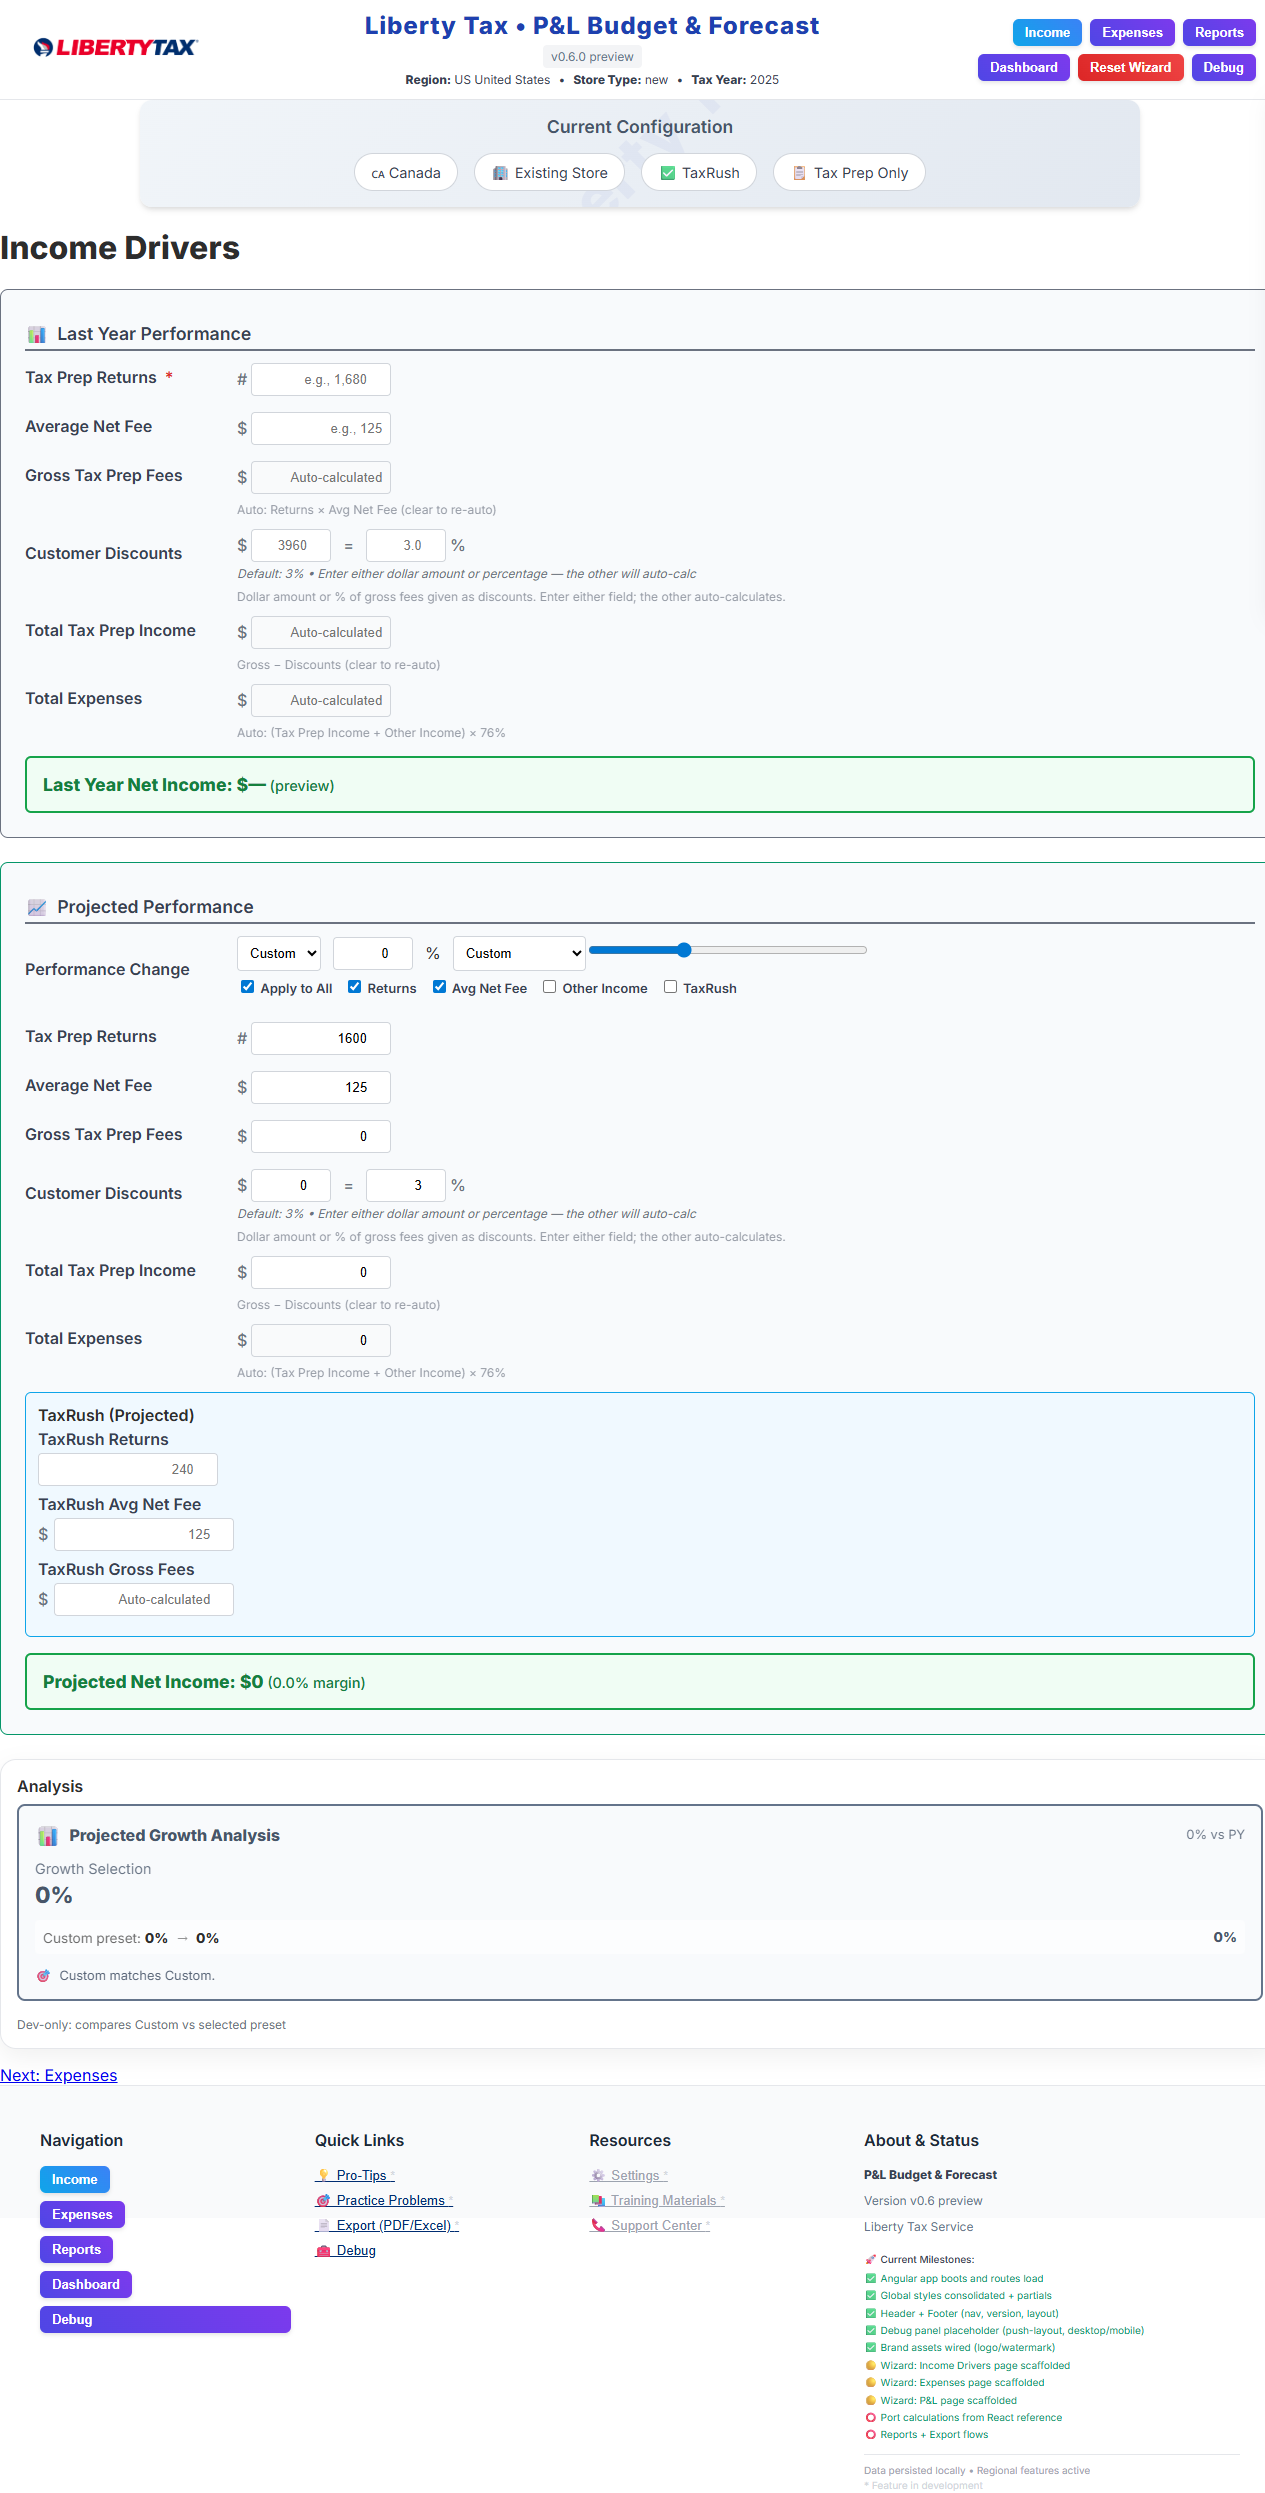 LIBERTYTAX
Liberty Tax • P&L Budget & Forecast
v0.6.0 preview
Region: US United States • Store Type: new • Tax Year: 2025
Income
Expenses
Reports
Dashboard
Reset Wizard
Debug
Current Configuration
CA Canada
Existing Store
TaxRush
Tax Prep Only
Income Drivers
Last Year Performance
Tax Prep Returns *
# e.g., 1,680
Average Net Fee
$ e.g., 125
Gross Tax Prep Fees
$ Auto-calculated
Auto: Returns × Avg Net Fee (clear to re-auto)
Customer Discounts
$ 3960 = 3.0 %
Default: 3% • Enter either dollar amount or percentage — the other will auto-calc
Dollar amount or % of gross fees given as discounts. Enter either field; the other auto-calculates.
Total Tax Prep Income
$ Auto-calculated
Gross – Discounts (clear to re-auto)
Total Expenses
$ Auto-calculated
Auto: (Tax Prep Income + Other Income) × 76%
Last Year Net Income: $— (preview)
Projected Performance
Performance Change
Custom 0 % Custom
Apply to All Returns Avg Net Fee Other Income TaxRush
Tax Prep Returns
# 1600
Average Net Fee
$ 125
Gross Tax Prep Fees
$ 0
Customer Discounts
$ 0 = 3 %
Default: 3% • Enter either dollar amount or percentage — the other will auto-calc
Dollar amount or % of gross fees given as discounts. Enter either field; the other auto-calculates.
Total Tax Prep Income
$ 0
Gross – Discounts (clear to re-auto)
Total Expenses
$ 0
Auto: (Tax Prep Income + Other Income) × 76%
TaxRush (Projected)
TaxRush Returns
240
TaxRush Avg Net Fee
$ 125
TaxRush Gross Fees
$ Auto-calculated
Projected Net Income: $0 (0.0% margin)
Analysis
Projected Growth Analysis
0% vs PY
Growth Selection
0%
Custom preset: 0% → 0%
0%
Custom matches Custom.
Dev-only: compares Custom vs selected preset
Next: Expenses
Navigation
Income
Expenses
Reports
Dashboard
Debug
Quick Links
Pro-Tips *
Practice Problems *
Export (PDF/Excel) *
Debug
Resources
Settings *
Training Materials *
Support Center *
About & Status
P&L Budget & Forecast
Version v0.6 preview
Liberty Tax Service
Current Milestones:
Angular app boots and routes load
Global styles consolidated + partials
Header + Footer (nav, version, layout)
Debug panel placeholder (push-layout, desktop/mobile)
Brand assets wired (logo/watermark)
Wizard: Income Drivers page scaffolded
Wizard: Expenses page scaffolded
Wizard: P&L page scaffolded
Port calculations from React reference
Reports + Export flows
Data persisted locally • Regional features active
* Feature in development